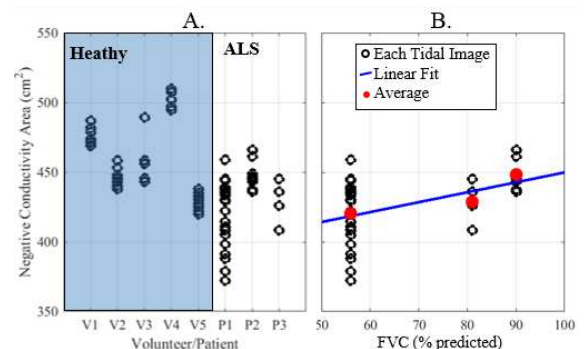 A.
B.
Heathy
ALS
Each Tidal Image
Linear Fit
Average
Negative Conductivity Area (cm²)
550
500
450
400
350
V1 V2 V3 V4 V5 P1 P2 P3
Volunteer/Patient
50 60 70 80 90 100
FVC (% predicted)